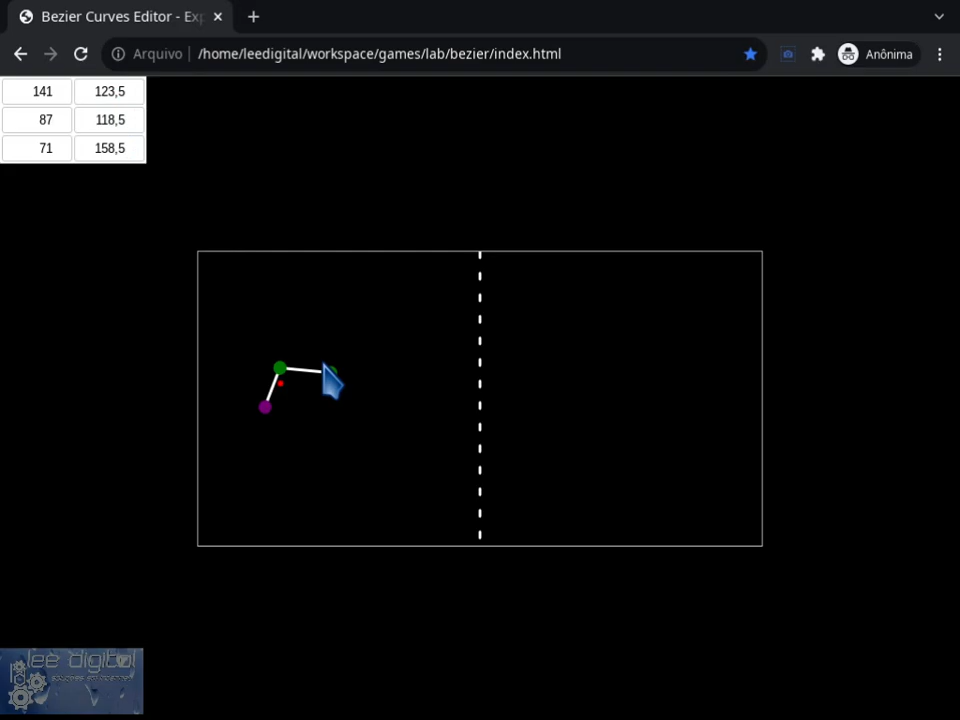 Bezier Curves Editor - Exp
Arquivo
/home/leedigital/workspace/games/lab/bezier/index.html
Anônima
141 123,5
87 118,5
71 158,5
lee digital